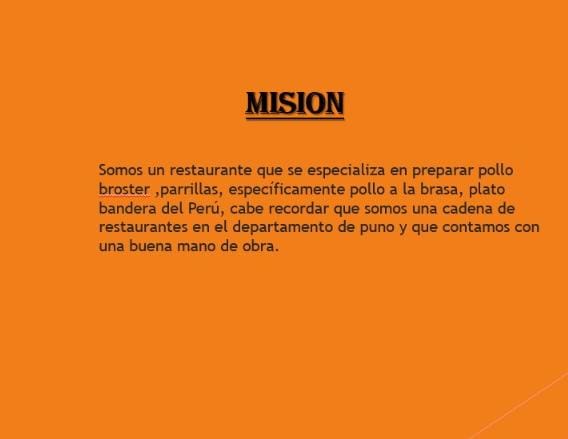 MISION
Somos un restaurante que se especializa en preparar pollo
broster ,parrillas, específicamente pollo a la brasa, plato
bandera del Perú, cabe recordar que somos una cadena de
restaurantes en el departamento de puno y que contamos con
una buena mano de obra.